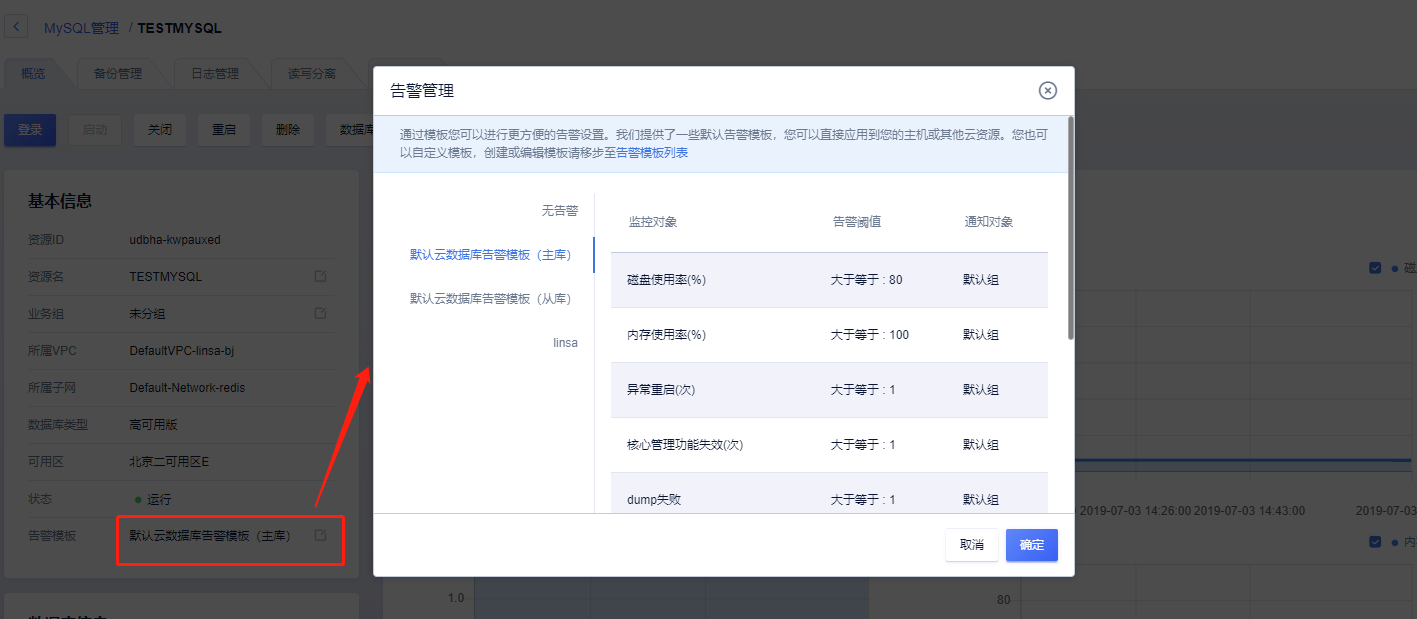 MySQL管理 / TESTMYSQL
概览 备份管理 日志管理 读写分离
登录 启动 关闭 重启 删除 数据库
基本信息
资源ID udbha-kwpauxed
资源名 TESTMYSQL
业务组 未分组
所属VPC DefaultVPC-linsa-bj
所属子网 Default-Network-redis
数据库类型 高可用版
可用区 北京二可用区E
状态 运行
告警模板 默认云数据库告警模板（主库）
告警管理
通过模板您可以进行更方便的告警设置。我们提供了一些默认告警模板，您可以直接应用到您的主机或其他云资源。您也可
以自定义模板，创建或编辑模板请移步至告警模板列表
无告警
默认云数据库告警模板（主库）
默认云数据库告警模板（从库）
linsa
监控对象 告警阈值 通知对象
磁盘使用率(%) 大于等于 : 80 默认组
内存使用率(%) 大于等于 : 100 默认组
异常重启(次) 大于等于 : 1 默认组
核心管理功能失效(次) 大于等于 : 1 默认组
dump失败 大于等于 : 1 默认组
取消 确定
磁
2019-07-03 14:26:00 2019-07-03 14:43:00 2019-07-03
内
1.0
80